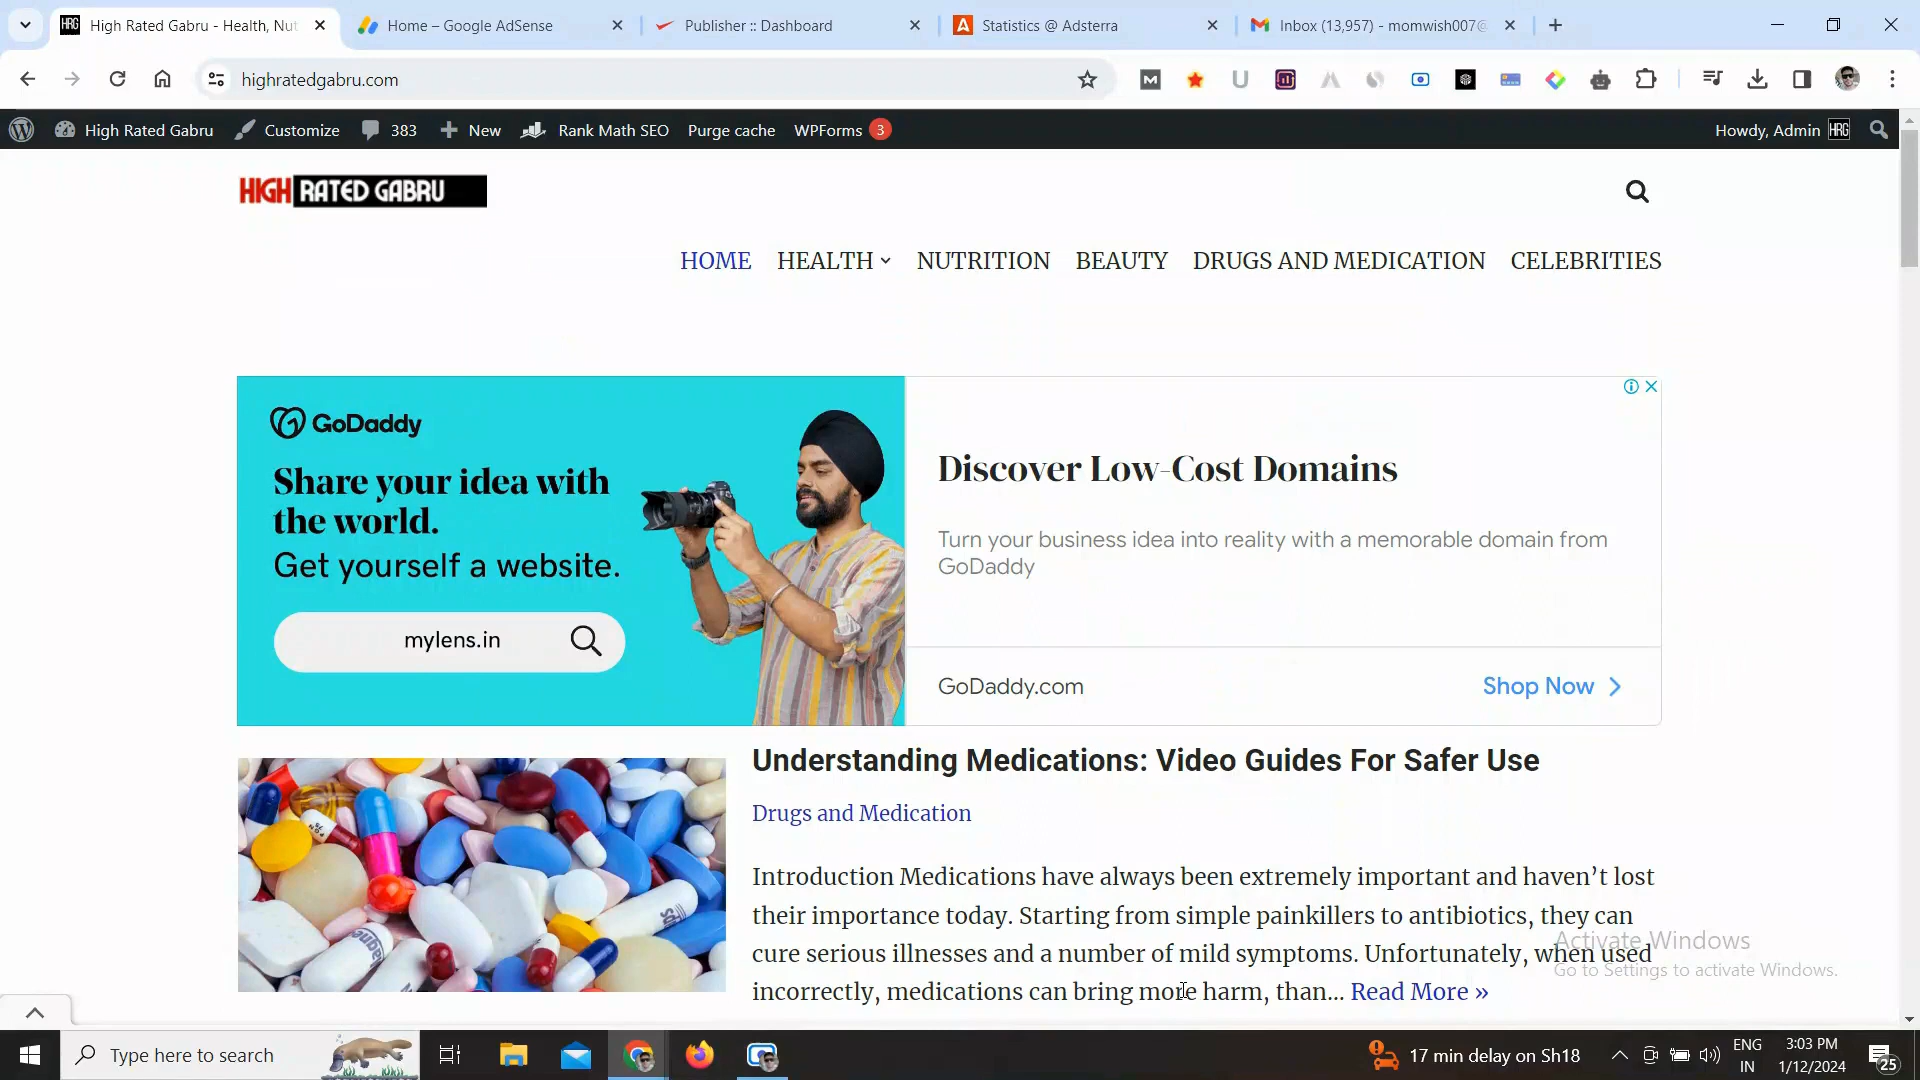 High Rated Gabru - Health, Nut
Home – Google AdSense
Publisher :: Dashboard
Statistics @ Adsterra
Inbox (13,957) - momwish007@
highratedgabru.com
High Rated Gabru
Customize
383
New
Rank Math SEO
Purge cache
WPForms 3
Howdy, Admin HRG
HIGH RATED GABRU
HOME
HEALTH
NUTRITION
BEAUTY
DRUGS AND MEDICATION
CELEBRITIES
GoDaddy
Share your idea with
the world.
Get yourself a website.
mylens.in
Discover Low-Cost Domains
Turn your business idea into reality with a memorable domain from
GoDaddy
GoDaddy.com
Shop Now
Understanding Medications: Video Guides For Safer Use
Drugs and Medication
Introduction Medications have always been extremely important and haven’t lost
their importance today. Starting from simple painkillers to antibiotics, they can
cure serious illnesses and a number of mild symptoms. Unfortunately, when used
incorrectly, medications can bring more harm, than... Read More »
Activate Windows
Go to Settings to activate Windows.
Type here to search
17 min delay on Sh18
ENG
IN
3:03 PM
1/12/2024
25